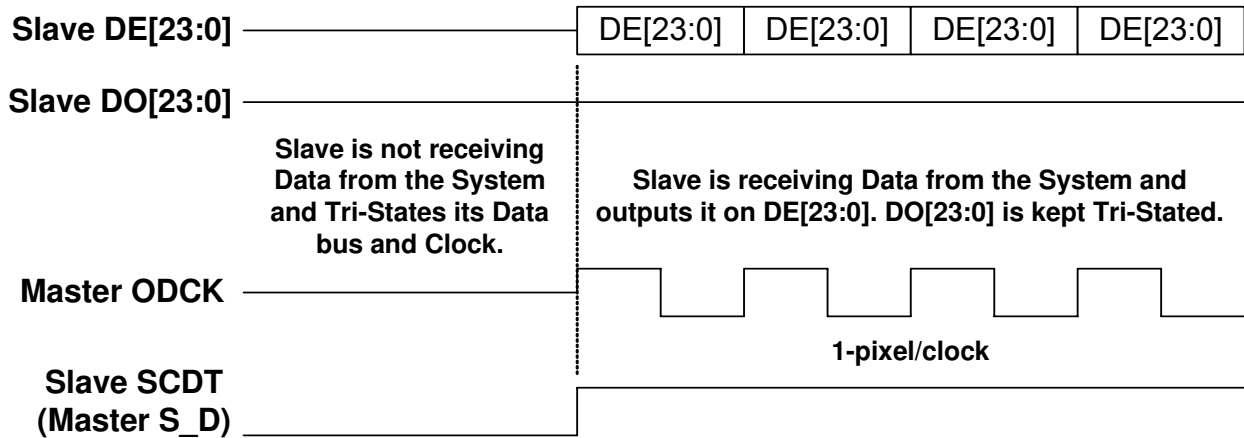 Slave DE[23:0]
DE[23:0] DE[23:0] DE[23:0] DE[23:0]
Slave DO[23:0]
Slave is not receiving
Data from the System
and Tri-States its Data
bus and Clock.
Slave is receiving Data from the System and
outputs it on DE[23:0]. DO[23:0] is kept Tri-Stated.
Master ODCK
1-pixel/clock
Slave SCDT
(Master S_D)